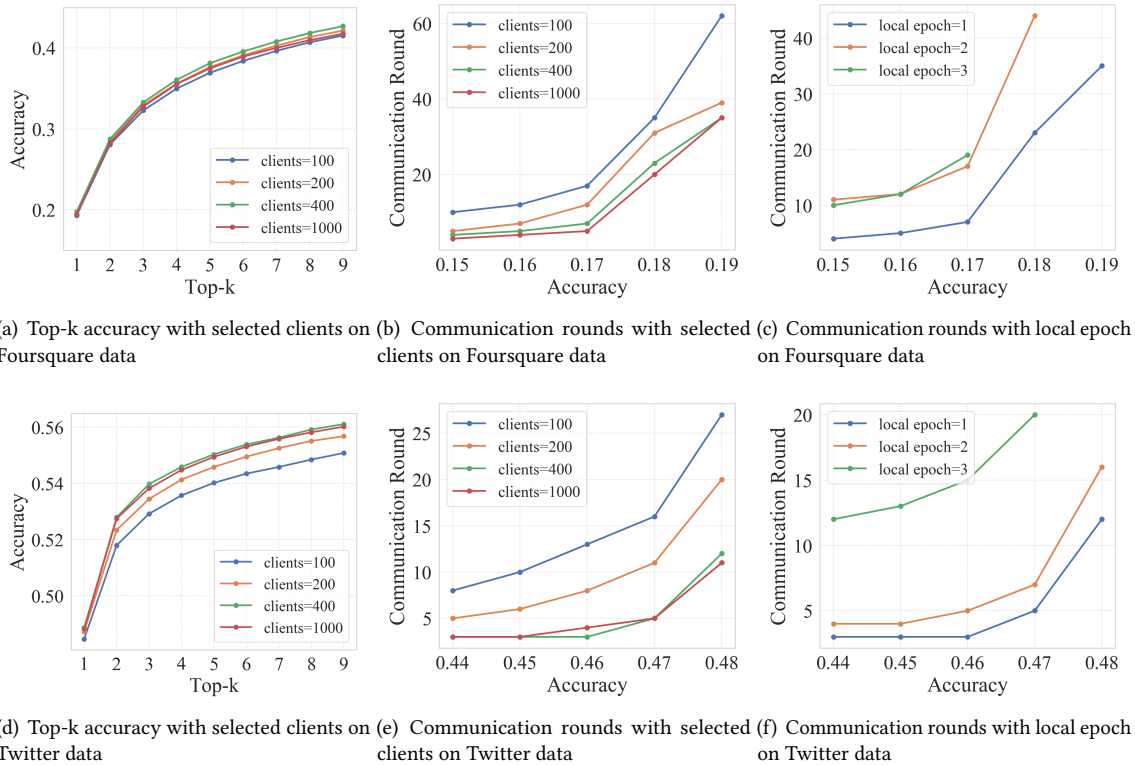 Accuracy
0.4
0.3
0.2
clients=100
clients=200
clients=400
clients=1000
1 2 3 4 5 6 7 8 9
Top-k
Communication Round
60
40
20
clients=100
clients=200
clients=400
clients=1000
0.15 0.16 0.17 0.18 0.19
Accuracy
Communication Round
40
30
20
10
local epoch=1
local epoch=2
local epoch=3
0.15 0.16 0.17 0.18 0.19
Accuracy
(a) Top-k accuracy with selected clients on
Foursquare data
(b) Communication rounds with selected
clients on Foursquare data
(c) Communication rounds with local epoch
on Foursquare data
Accuracy
0.56
0.54
0.52
0.50
clients=100
clients=200
clients=400
clients=1000
1 2 3 4 5 6 7 8 9
Top-k
Communication Round
25
20
15
10
5
clients=100
clients=200
clients=400
clients=1000
0.44 0.45 0.46 0.47 0.48
Accuracy
Communication Round
20
15
10
5
local epoch=1
local epoch=2
local epoch=3
0.44 0.45 0.46 0.47 0.48
Accuracy
(d) Top-k accuracy with selected clients on
Twitter data
(e) Communication rounds with selected
clients on Twitter data
(f) Communication rounds with local epoch
on Twitter data